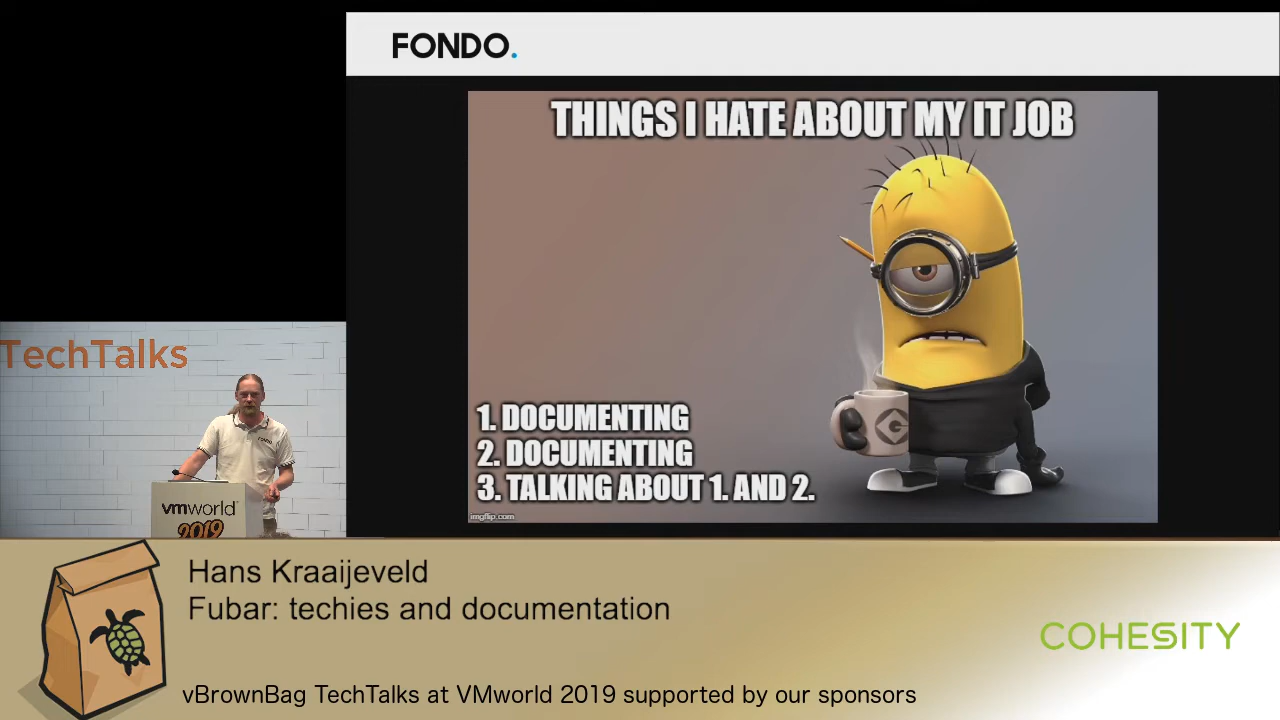 FONDO.
THINGS I HATE ABOUT MY IT JOB
1. DOCUMENTING
2. DOCUMENTING
3. TALKING ABOUT 1. AND 2.
imgflip.com
TechTalks
FONDO
vmworld
2019
Hans Kraaijeveld
Fubar: techies and documentation
COHESITY
vBrownBag TechTalks at VMworld 2019 supported by our sponsors